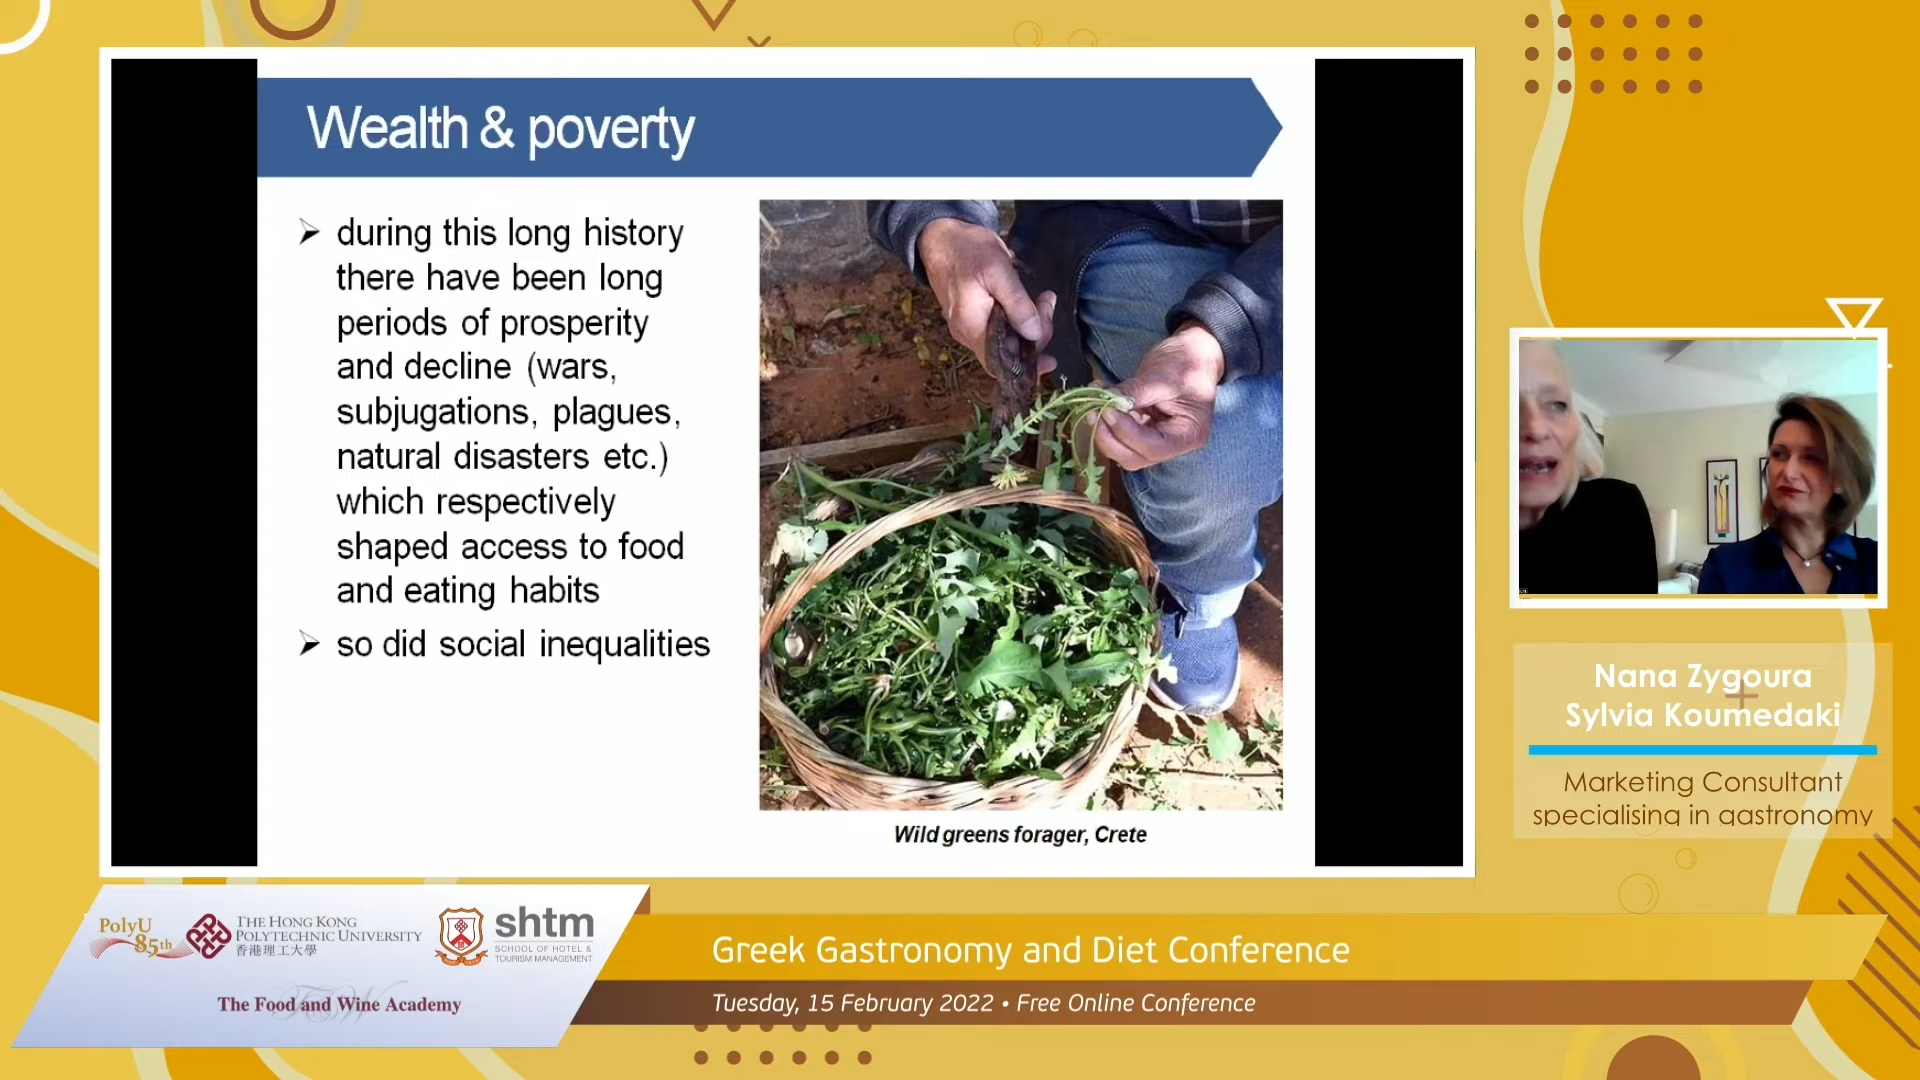 Wealth & poverty
during this long history
there have been long
periods of prosperity
and decline (wars,
subjugations, plagues,
natural disasters etc.)
which respectively
shaped access to food
and eating habits
so did social inequalities
Wild greens forager, Crete
Nana Zygoura
Sylvia Koumedaki
Marketing Consultant
specialising in gastronomy
PolyU
85th
THE HONG KONG
POLYTECHNIC UNIVERSITY
香港理工大學
shtm
SCHOOL OF HOTEL &
TOURISM MANAGEMENT
The Food and Wine Academy
Greek Gastronomy and Diet Conference
Tuesday, 15 February 2022 • Free Online Conference